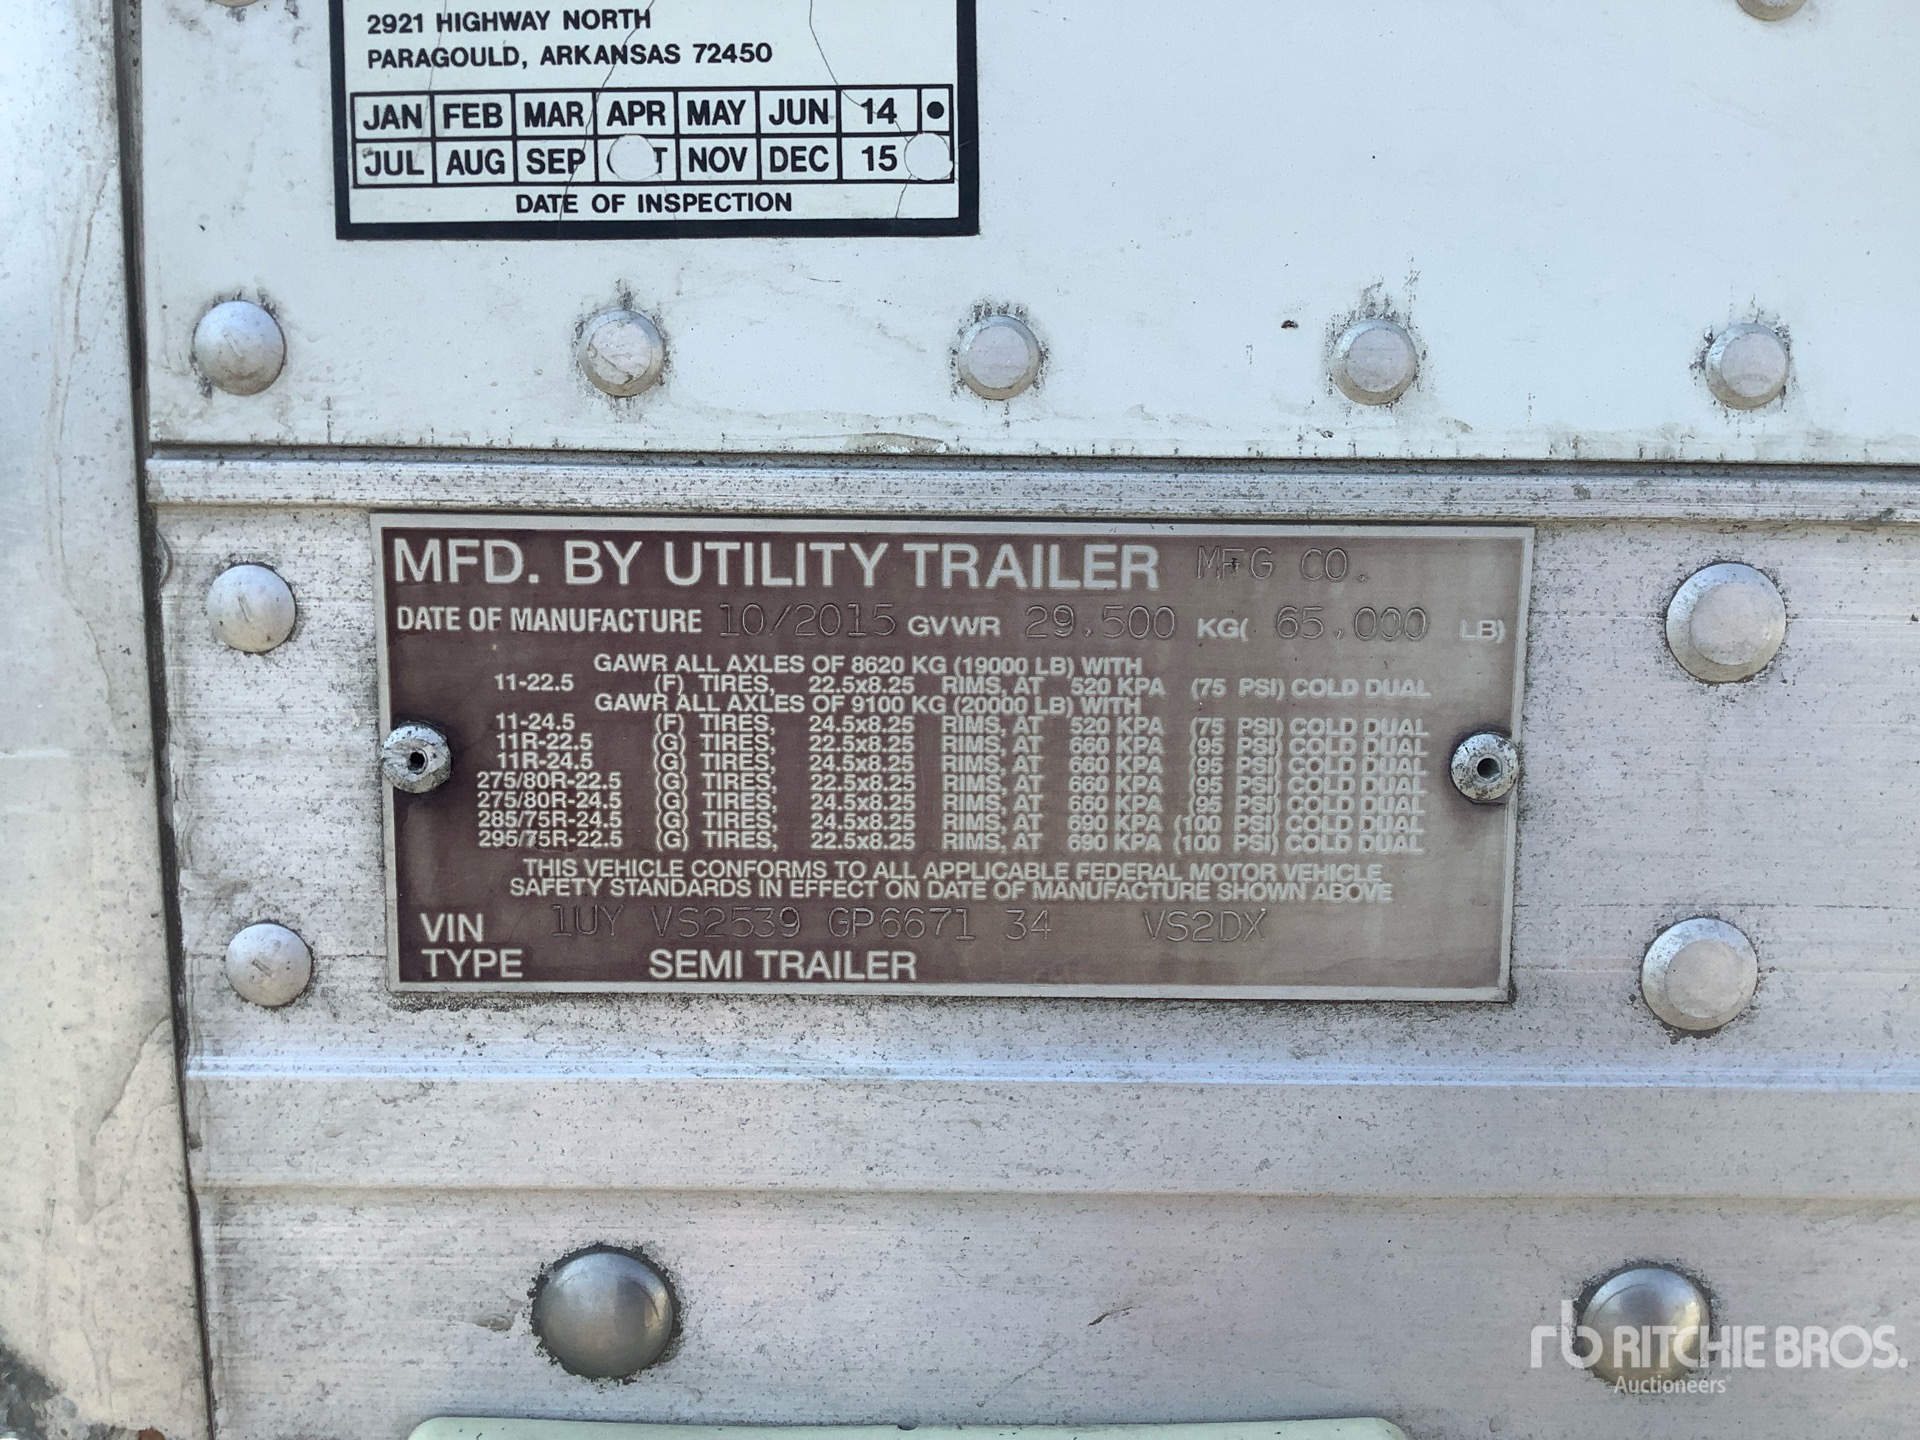 2921 HIGHWAY NORTH
PARAGOULD, ARKANSAS 72450
JAN FEB MAR APR MAY JUN 14
JUL AUG SEP T NOV DEC 15
DATE OF INSPECTION
MFD. BY UTILITY TRAILER MFG CO.
DATE OF MANUFACTURE 10/2015 GVWR 29,500 KG( 65,000 LB)
GAWR ALL AXLES OF 8620 KG (19000 LB) WITH
11-22.5 (F) TIRES, 22.5x8.25 RIMS, AT 520 KPA (75 PSI) COLD DUAL
GAWR ALL AXLES OF 9100 KG (20000 LB) WITH
11-24.5 (F) TIRES, 24.5x8.25 RIMS, AT 520 KPA (75 PSI) COLD DUAL
11R-22.5 (G) TIRES, 22.5x8.25 RIMS, AT 660 KPA (95 PSI) COLD DUAL
11R-24.5 (G) TIRES, 24.5x8.25 RIMS, AT 660 KPA (95 PSI) COLD DUAL
275/80R-22.5 (G) TIRES, 22.5x8.25 RIMS, AT 660 KPA (95 PSI) COLD DUAL
275/80R-24.5 (G) TIRES, 24.5x8.25 RIMS, AT 660 KPA (95 PSI) COLD DUAL
285/75R-24.5 (G) TIRES, 24.5x8.25 RIMS, AT 690 KPA (100 PSI) COLD DUAL
295/75R-22.5 (G) TIRES, 22.5x8.25 RIMS, AT 690 KPA (100 PSI) COLD DUAL
THIS VEHICLE CONFORMS TO ALL APPLICABLE FEDERAL MOTOR VEHICLE
SAFETY STANDARDS IN EFFECT ON DATE OF MANUFACTURE SHOWN ABOVE
VIN 1UY VS2539 GP6671 34 VS2DX
TYPE SEMI TRAILER
rb RITCHIE BROS.
Auctioneers